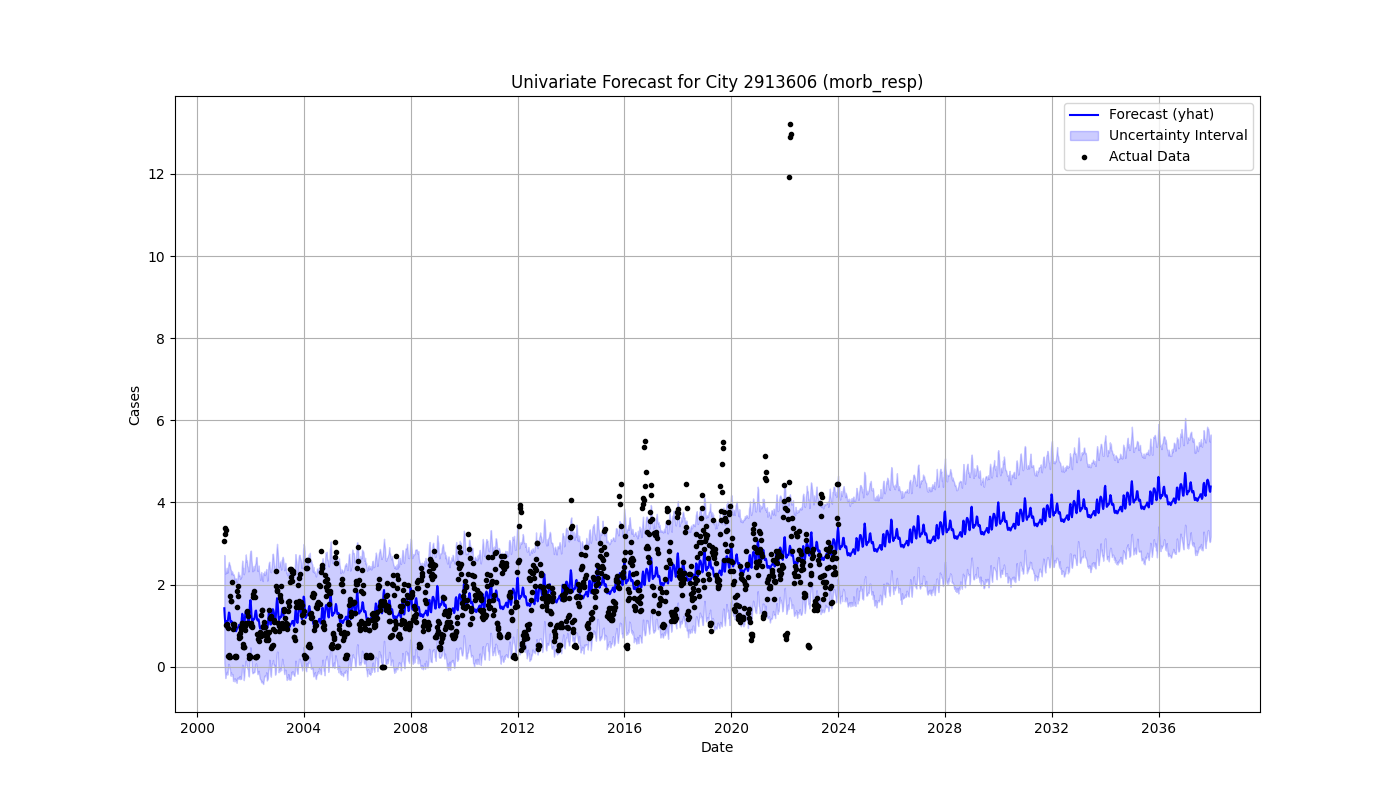 Univariate Forecast for City 2913606 (morb_resp)
Forecast (yhat)
Uncertainty Interval
Actual Data
12
10
8
6
4
2
0
Cases
2000 2004 2008 2012 2016 2020 2024 2028 2032 2036
Date